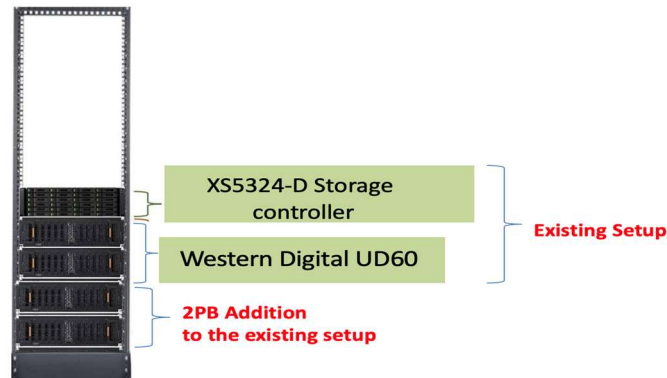 XS5324-D Storage
controller
Existing Setup
Western Digital UD60
2PB Addition
to the existing setup